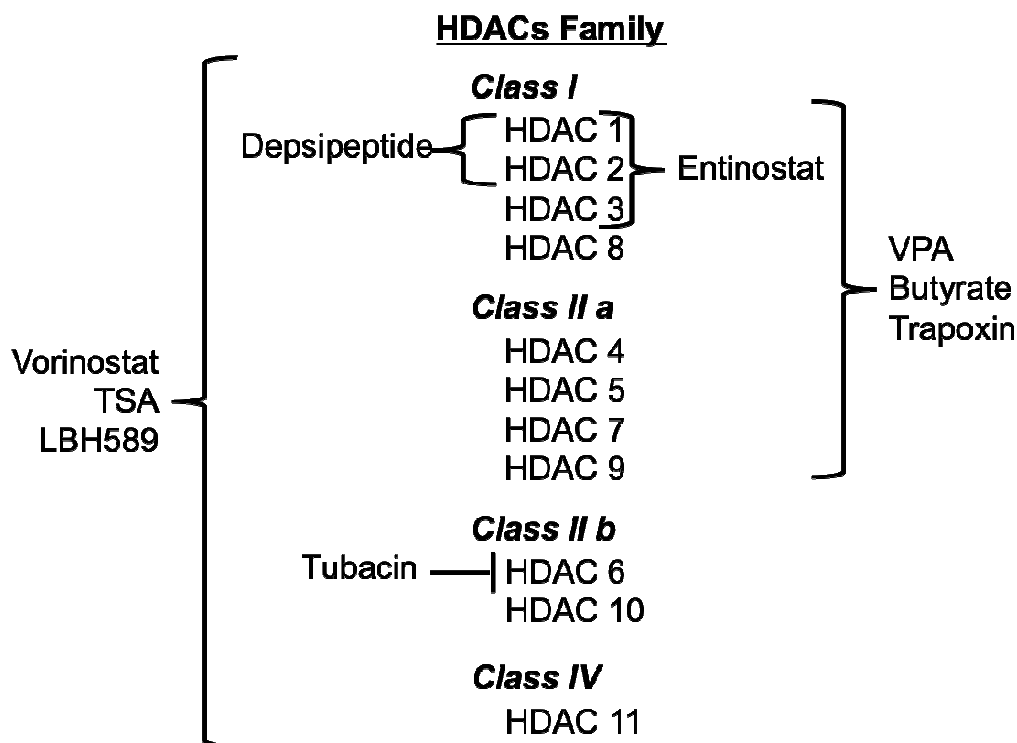 HDACs Family
Class I
HDAC 1
Depsipeptide
HDAC 2
Entinostat
HDAC 3
HDAC 8
VPA
Butyrate
Trapoxin
Class II a
HDAC 4
HDAC 5
HDAC 7
HDAC 9
Vorinostat
TSA
LBH589
Class II b
Tubacin
HDAC 6
HDAC 10
Class IV
HDAC 11